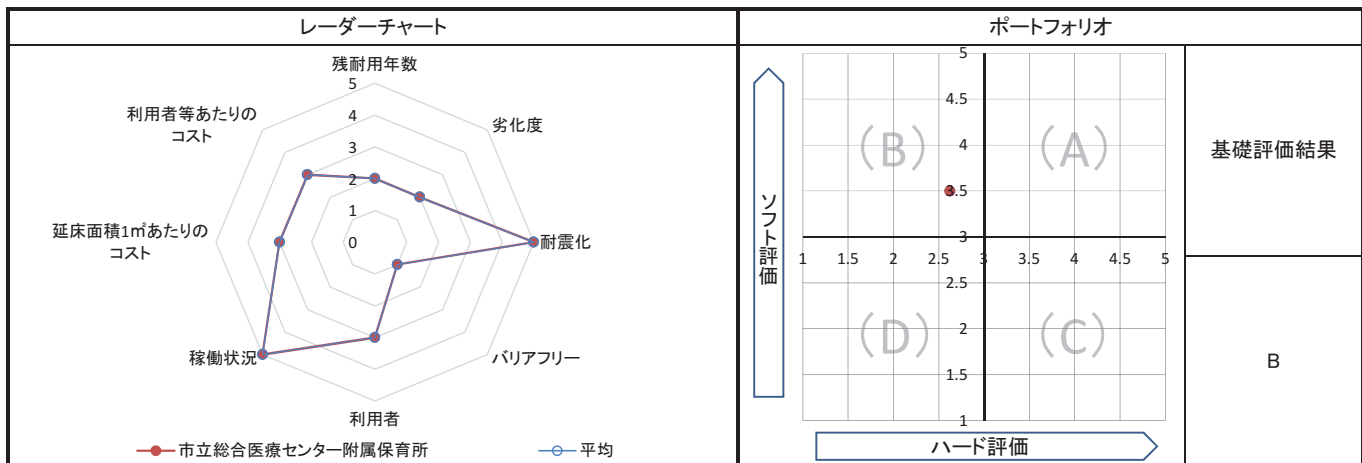 レーダーチャート
残耐用年数
劣化度
耐震化
バリアフリー
利用者
稼働状況
延床面積1㎡あたりの
コスト
利用者等あたりの
コスト
5
4
3
2
1
0
市立総合医療センター附属保育所
平均
ポートフォリオ
ソフト評価
5
4.5
4
3.5
3
2.5
2
1.5
1
1 1.5 2 2.5 3 3.5 4 4.5 5
(B)
(A)
(D)
(C)
ハード評価
基礎評価結果
B